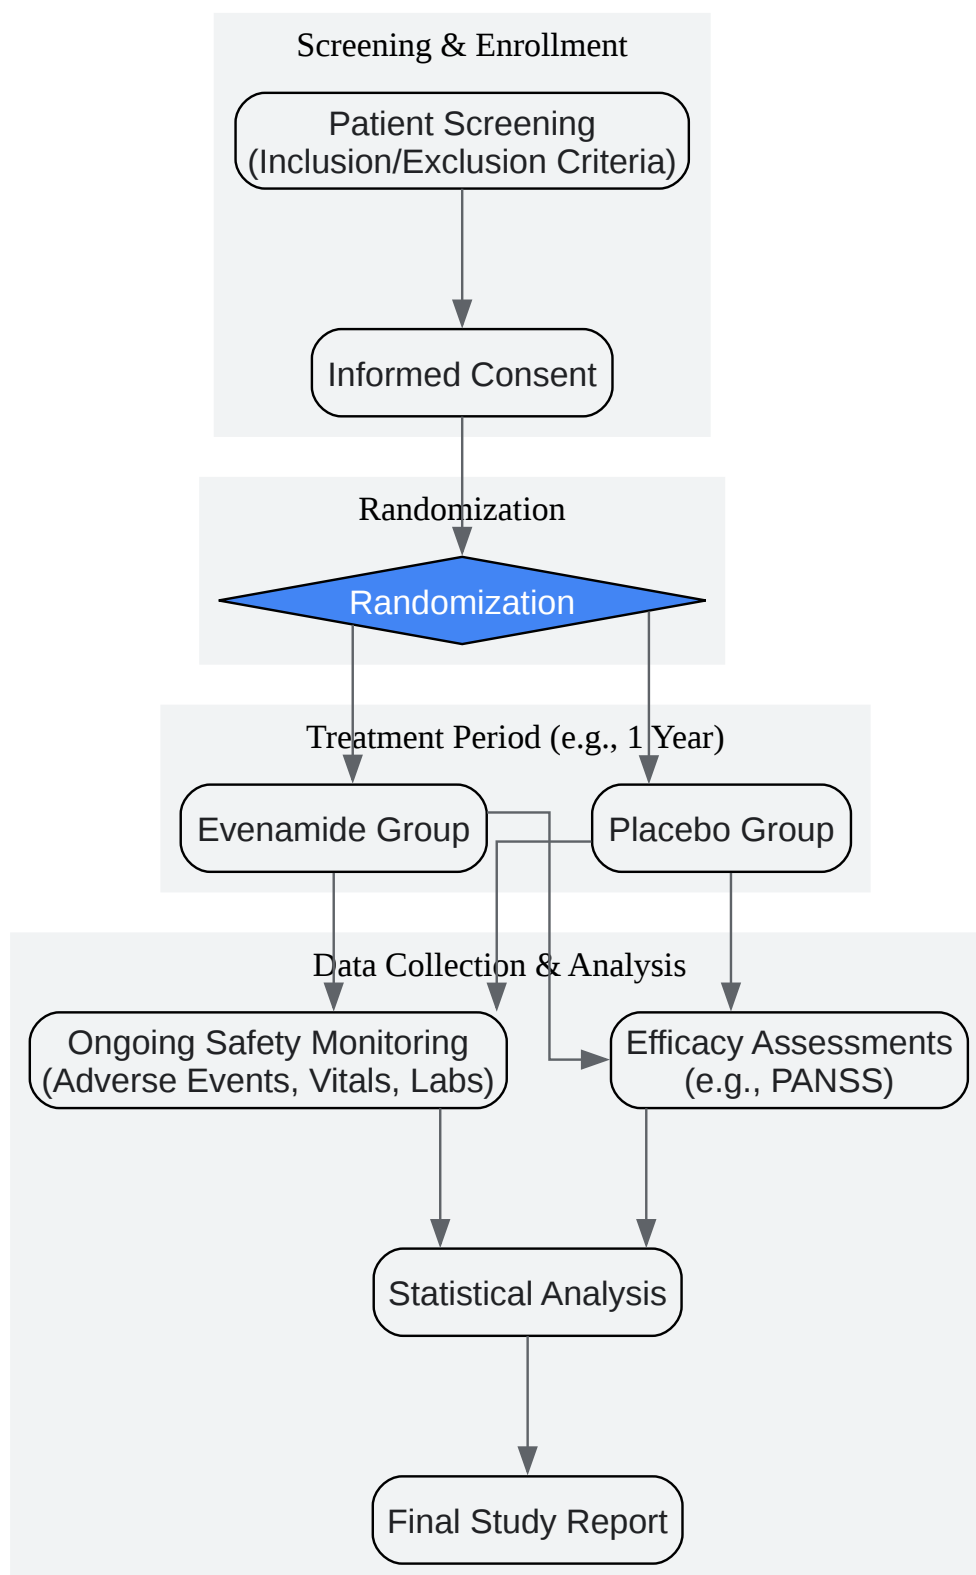 Screening & Enrollment
Patient Screening
(Inclusion/Exclusion Criteria)
Informed Consent
Randomization
Randomization
Treatment Period (e.g., 1 Year)
Evenamide Group
Placebo Group
Data Collection & Analysis
Ongoing Safety Monitoring
(Adverse Events, Vitals, Labs)
Efficacy Assessments
(e.g., PANSS)
Statistical Analysis
Final Study Report